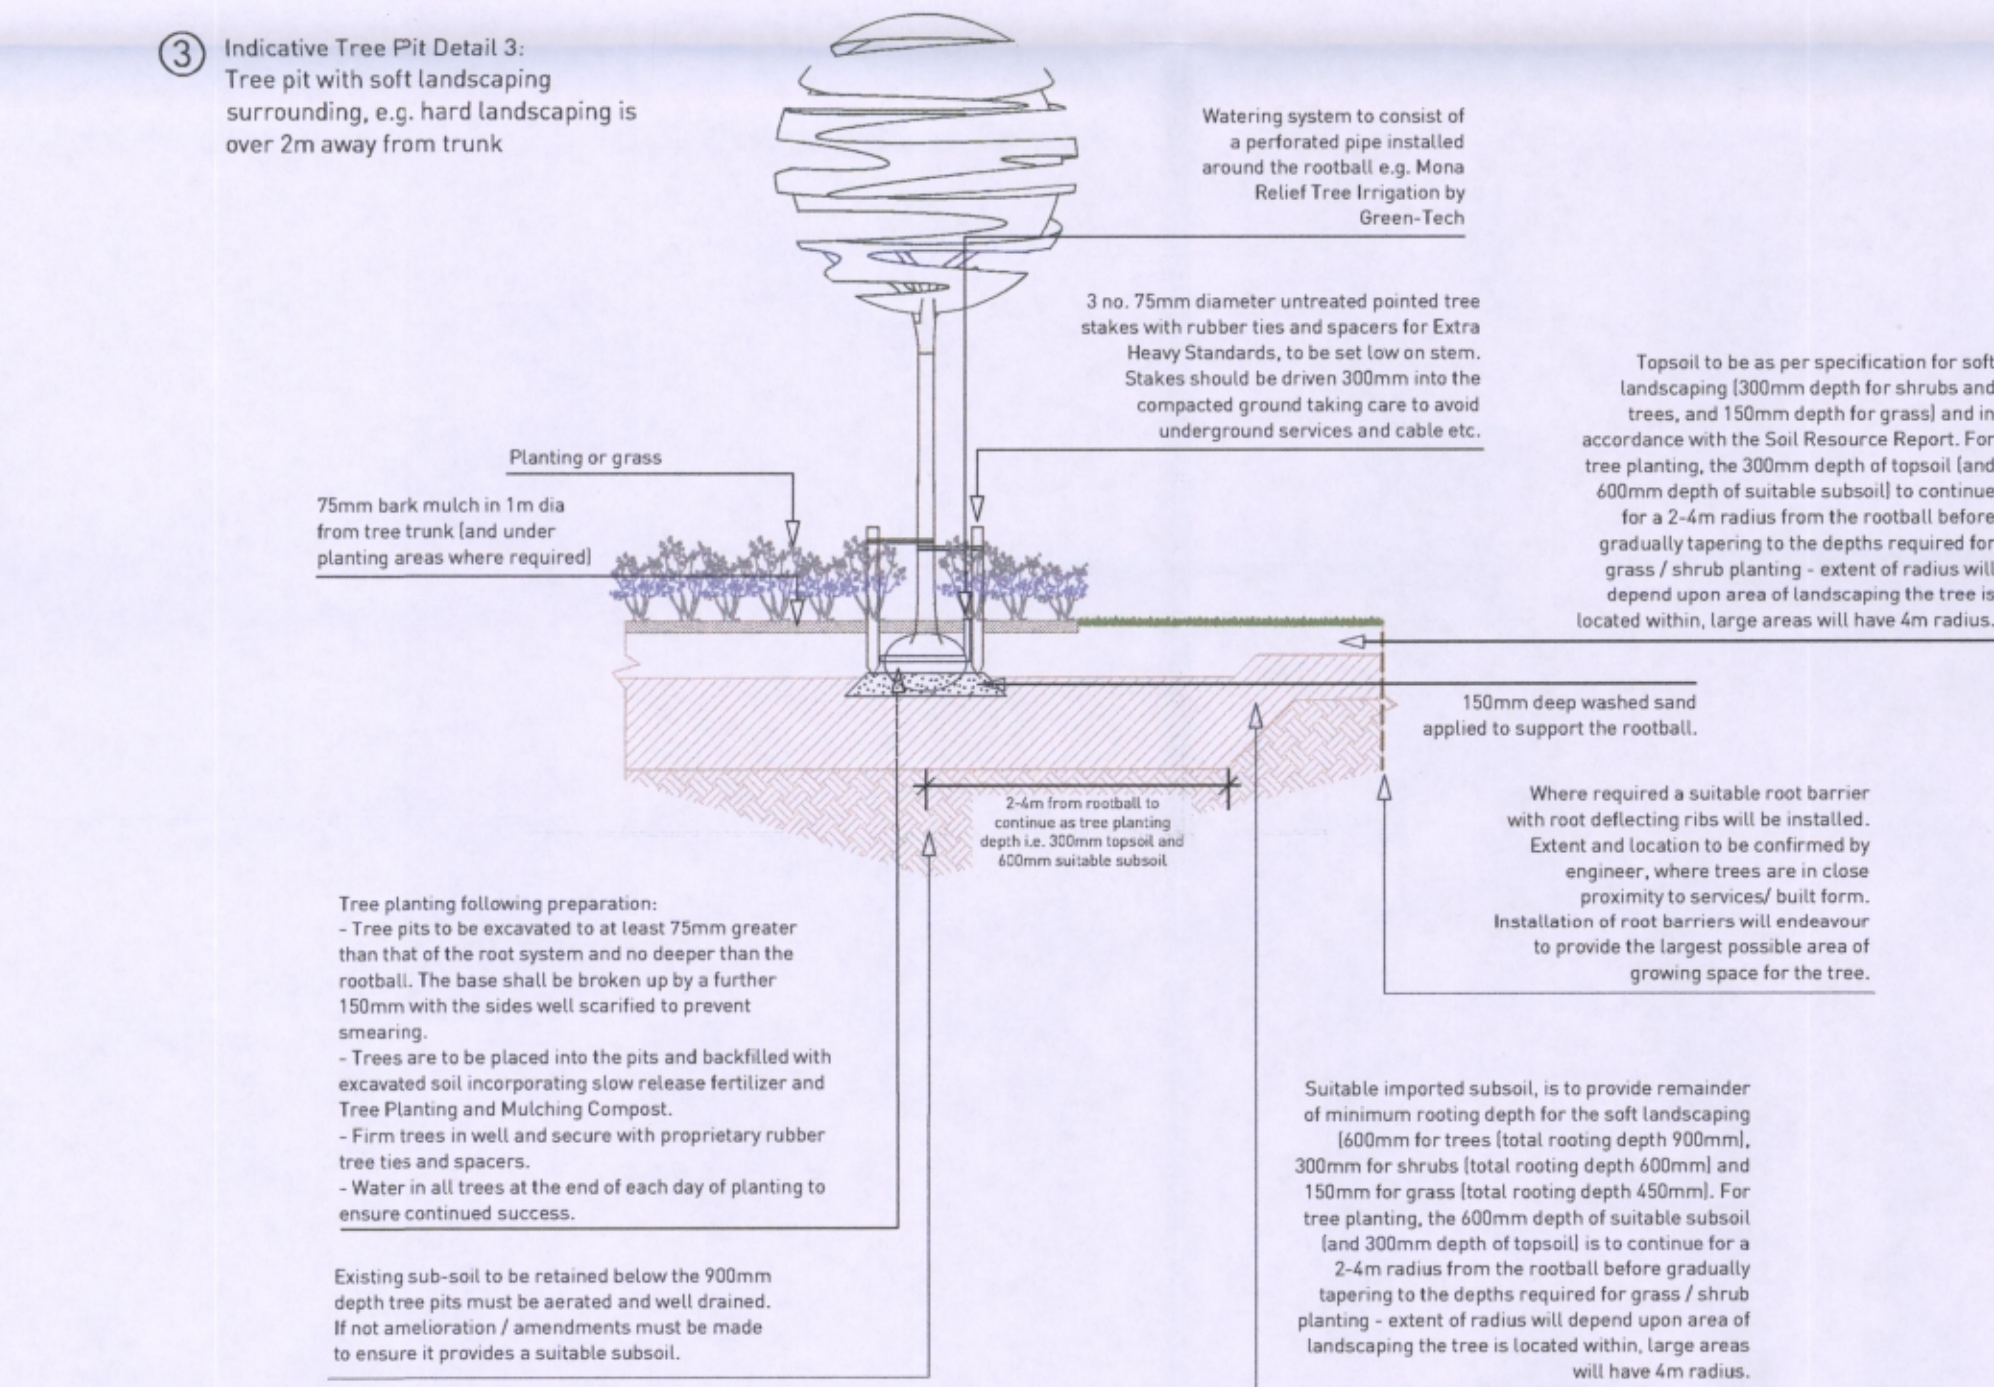 3
Indicative Tree Pit Detail 3:
Tree pit with soft landscaping
surrounding, e.g. hard landscaping is
over 2m away from trunk
Watering system to consist of
a perforated pipe installed
around the rootball e.g. Mona
Relief Tree Irrigation by
Green-Tech
3 no. 75mm diameter untreated pointed tree
stakes with rubber ties and spacers for Extra
Heavy Standards, to be set low on stem.
Stakes should be driven 300mm into the
compacted ground taking care to avoid
underground services and cable etc.
Topsoil to be as per specification for soft
landscaping (300mm depth for shrubs and
trees, and 150mm depth for grass) and in
accordance with the Soil Resource Report. For
tree planting, the 300mm depth of topsoil (and
600mm depth of suitable subsoil) to continue
for a 2-4m radius from the rootball before
gradually tapering to the depths required for
grass / shrub planting - extent of radius will
depend upon area of landscaping the tree is
located within, large areas will have 4m radius.
Planting or grass
75mm bark mulch in 1m dia
from tree trunk (and under
planting areas where required)
150mm deep washed sand
applied to support the rootball.
2-4m from rootball to
continue as tree planting
depth i.e. 300mm topsoil and
600mm suitable subsoil
Where required a suitable root barrier
with root deflecting ribs will be installed.
Extent and location to be confirmed by
engineer, where trees are in close
proximity to services/ built form.
Installation of root barriers will endeavour
to provide the largest possible area of
growing space for the tree.
Tree planting following preparation:
- Tree pits to be excavated to at least 75mm greater
than that of the root system and no deeper than the
rootball. The base shall be broken up by a further
150mm with the sides well scarified to prevent
smearing.
- Trees are to be placed into the pits and backfilled with
excavated soil incorporating slow release fertilizer and
Tree Planting and Mulching Compost.
- Firm trees in well and secure with proprietary rubber
tree ties and spacers.
- Water in all trees at the end of each day of planting to
ensure continued success.
Existing sub-soil to be retained below the 900mm
depth tree pits must be aerated and well drained.
If not amelioration / amendments must be made
to ensure it provides a suitable subsoil.
Suitable imported subsoil, is to provide remainder
of minimum rooting depth for the soft landscaping
(600mm for trees (total rooting depth 900mm),
300mm for shrubs (total rooting depth 600mm) and
150mm for grass (total rooting depth 450mm). For
tree planting, the 600mm depth of suitable subsoil
(and 300mm depth of topsoil) is to continue for a
2-4m radius from the rootball before gradually
tapering to the depths required for grass / shrub
planting - extent of radius will depend upon area of
landscaping the tree is located within, large areas
will have 4m radius.